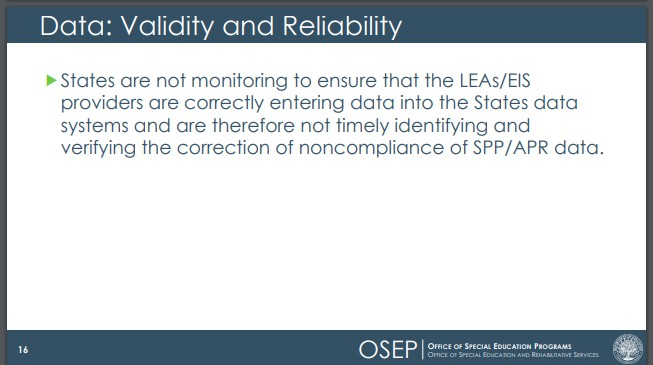 Data: Validity and Reliability
States are not monitoring to ensure that the LEAs/EIS
providers are correctly entering data into the States data
systems and are therefore not timely identifying and
verifying the correction of noncompliance of SPP/APR data.
16
OSEP
Office of Special Education Programs
Office of Special Education and Rehabilitative Services